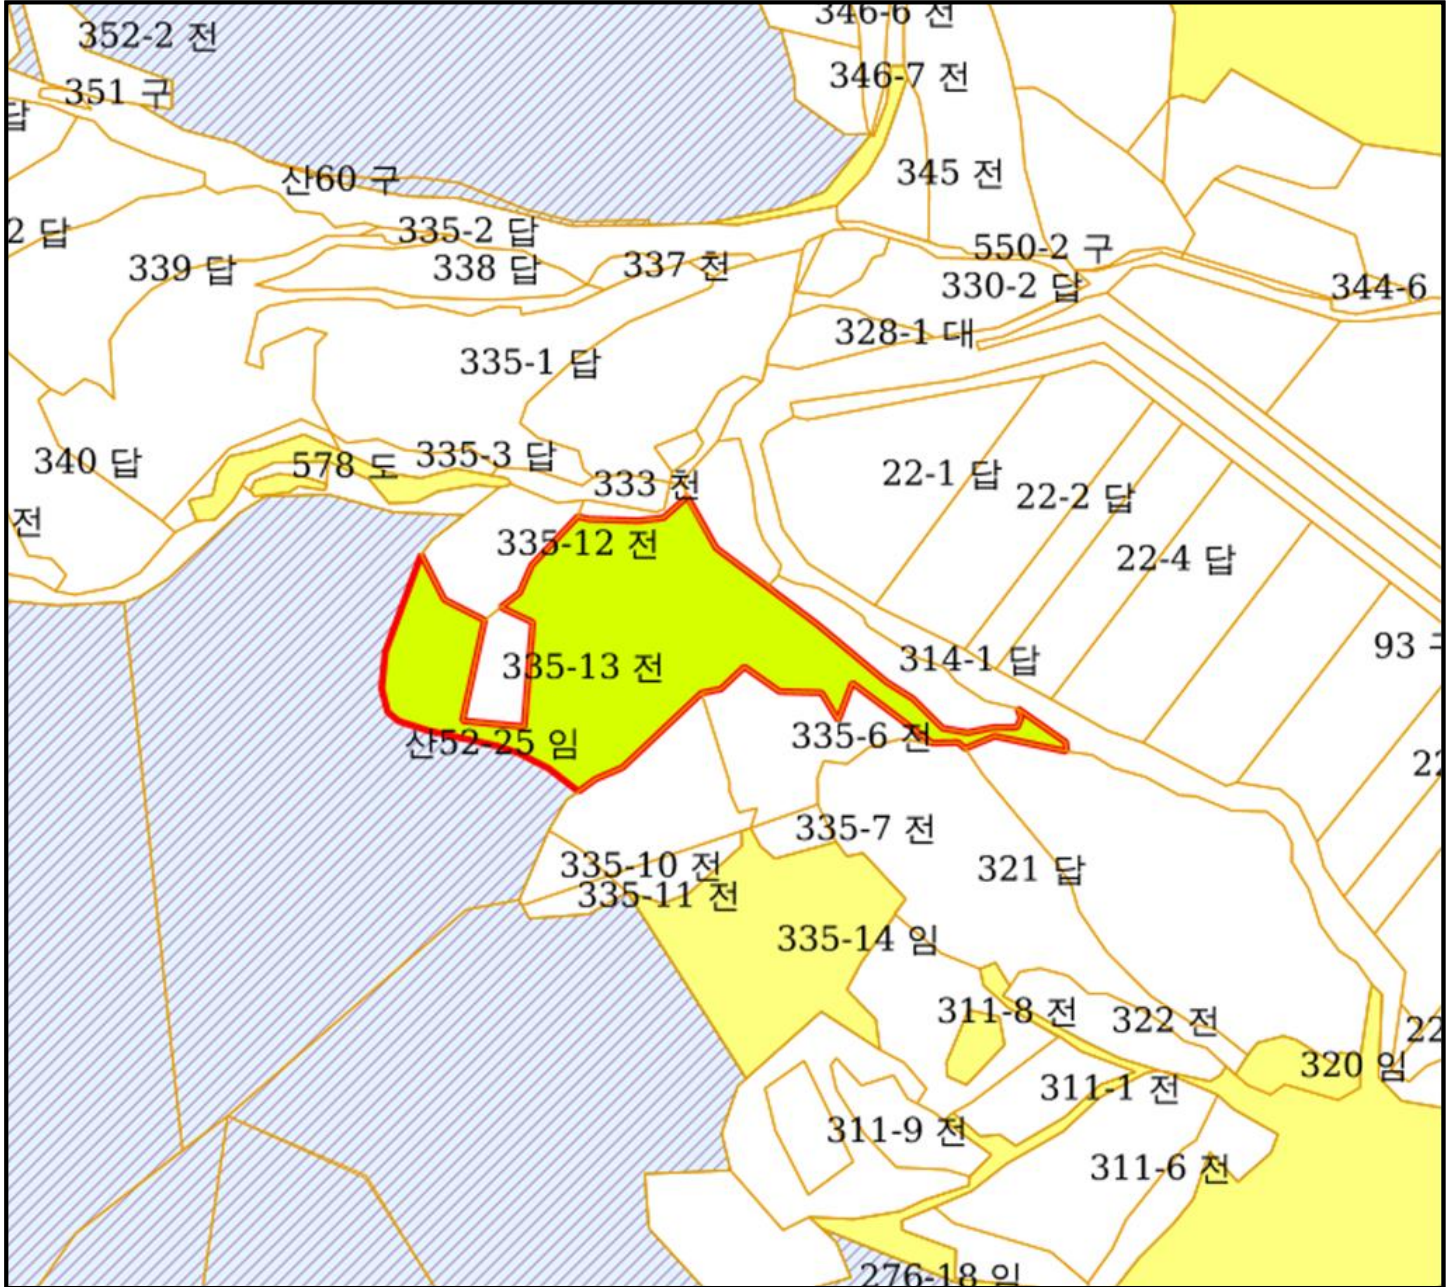 346-6 전
352-2 전
346-7 전
351 구
답
345 전
산60 구
2 답
335-2 답
550-2 구
339 답
338 답
337 천
330-2 답
344-6
328-1 대
335-1 답
340 답
578 도
335-3 답
333 천
22-1 답
22-2 답
전
335-12 전
22-4 답
335-13 전
314-1 답
93
335-6 전
산52-25 임
22
335-7 전
335-10 전
321 답
335-11 전
335-14 임
311-8 전
322 전
22
320 임
311-1 전
311-9 전
311-6 전
276-18 임